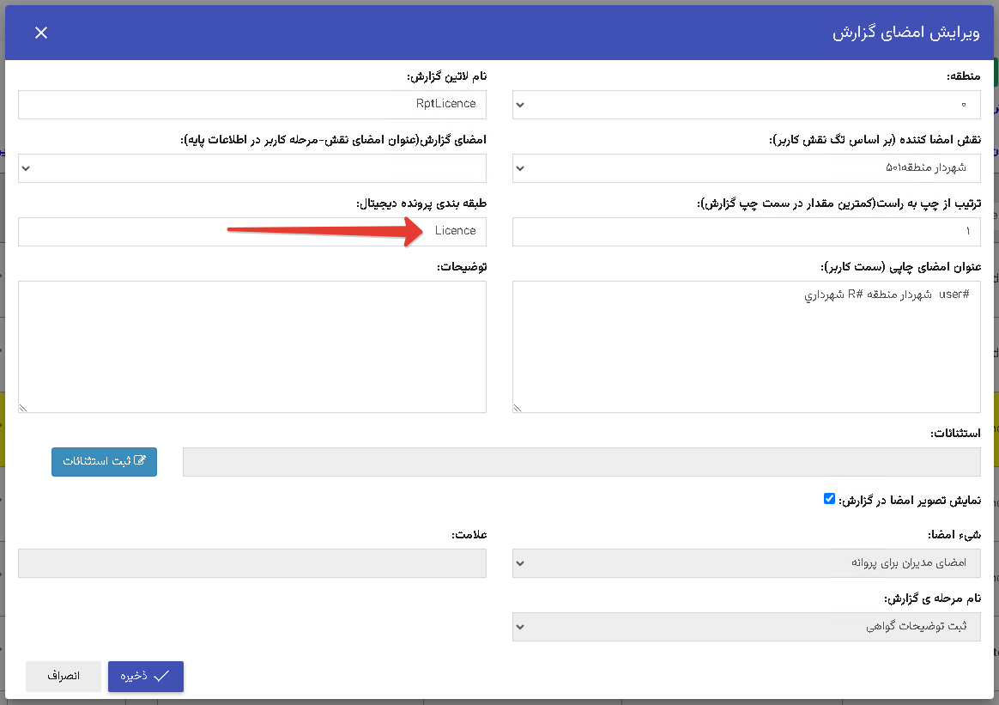 ویرایش امضای گزارش
منطقه:
۰
نام لاتین گزارش:
RptLicence
نقش امضا کننده (بر اساس تگ نقش کاربر):
شهردار منطقه۵۰۱
امضای گزارش(عنوان امضای نقش-مرحله کاربر در اطلاعات پایه):
ترتیب از چپ به راست(کمترین مقدار در سمت چپ گزارش):
۱
طبقه بندی پرونده دیجیتال:
Licence
عنوان امضای چاپی (سمت کاربر):
#user شهردار منطقه #R شهرداري
توضیحات:
استثنائات:
ثبت استثنائات
نمایش تصویر امضا در گزارش:
شیء امضا:
امضای مدیران برای پروانه
علامت:
نام مرحله ی گزارش:
ثبت توضیحات گواهی
ذخیره
انصراف